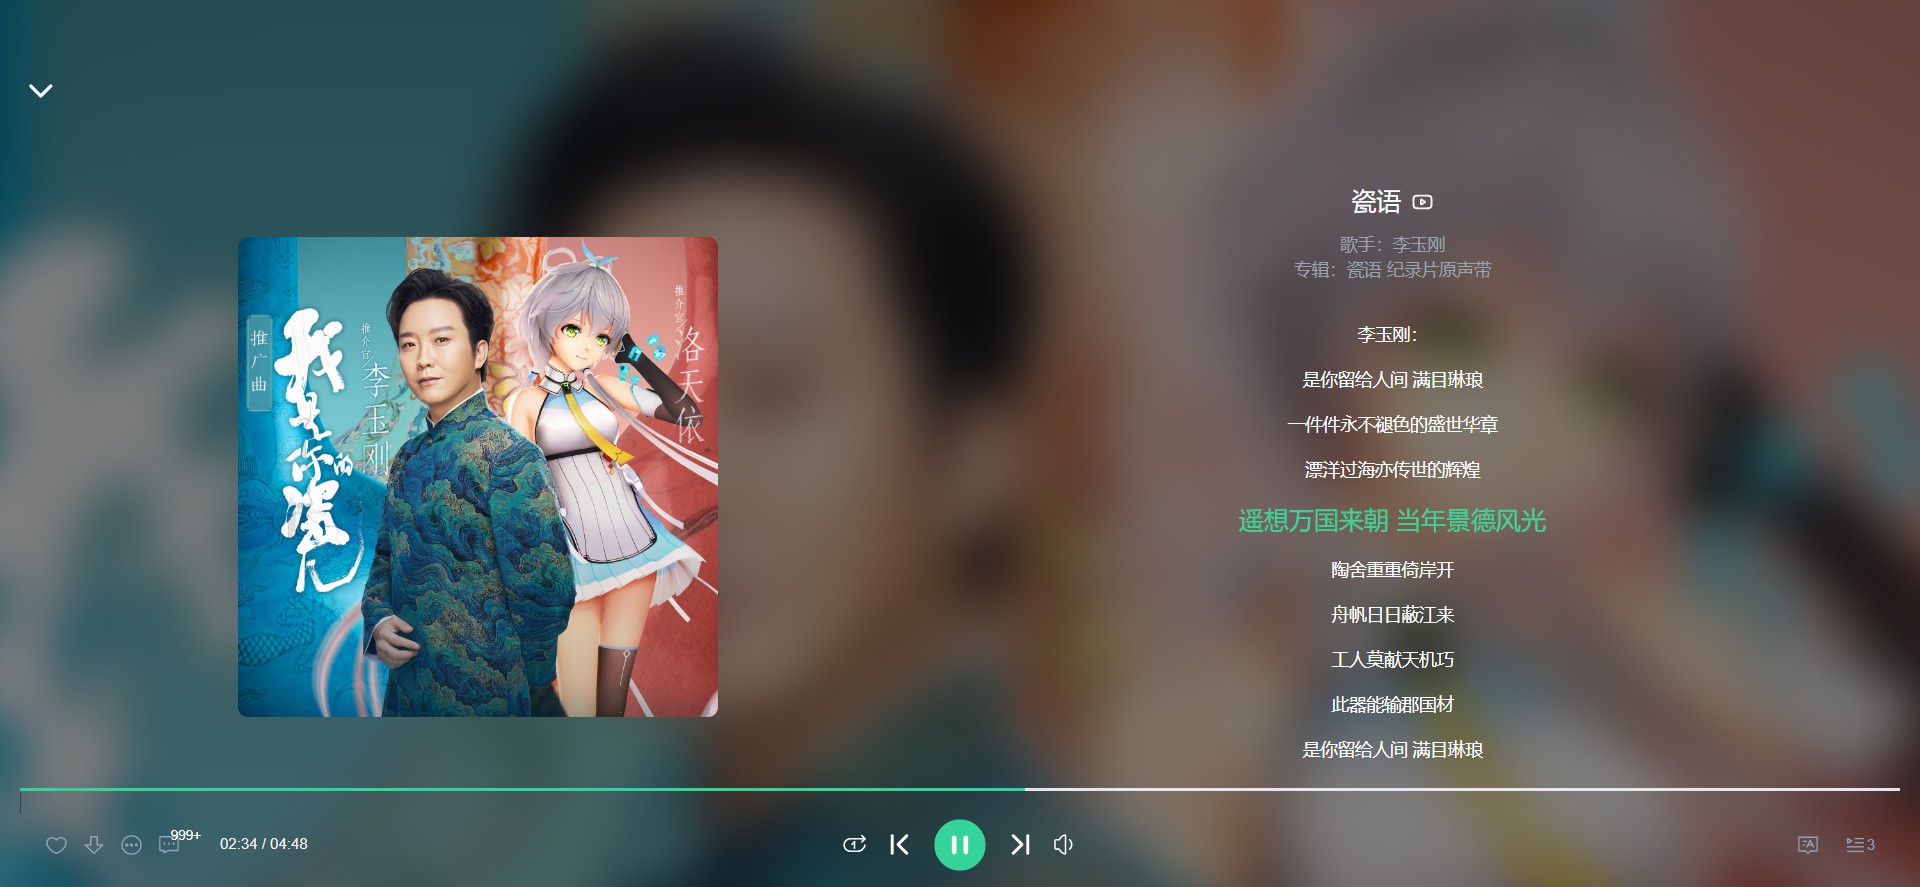 瓷语
歌手：李玉刚
专辑：瓷语 纪录片原声带
李玉刚：
是你留给人间 满目琳琅
一件件永不褪色的盛世华章
漂洋过海亦传世的辉煌
遥想万国来朝 当年景德风光
陶舍重重倚岸开
舟帆日日蔽江来
工人莫献天机巧
此器能输郡国材
是你留给人间 满目琳琅
推广曲
我是你的瓷儿
推介官
李玉刚
推介官
洛天依
999+
02:34 / 04:48
1
A
3